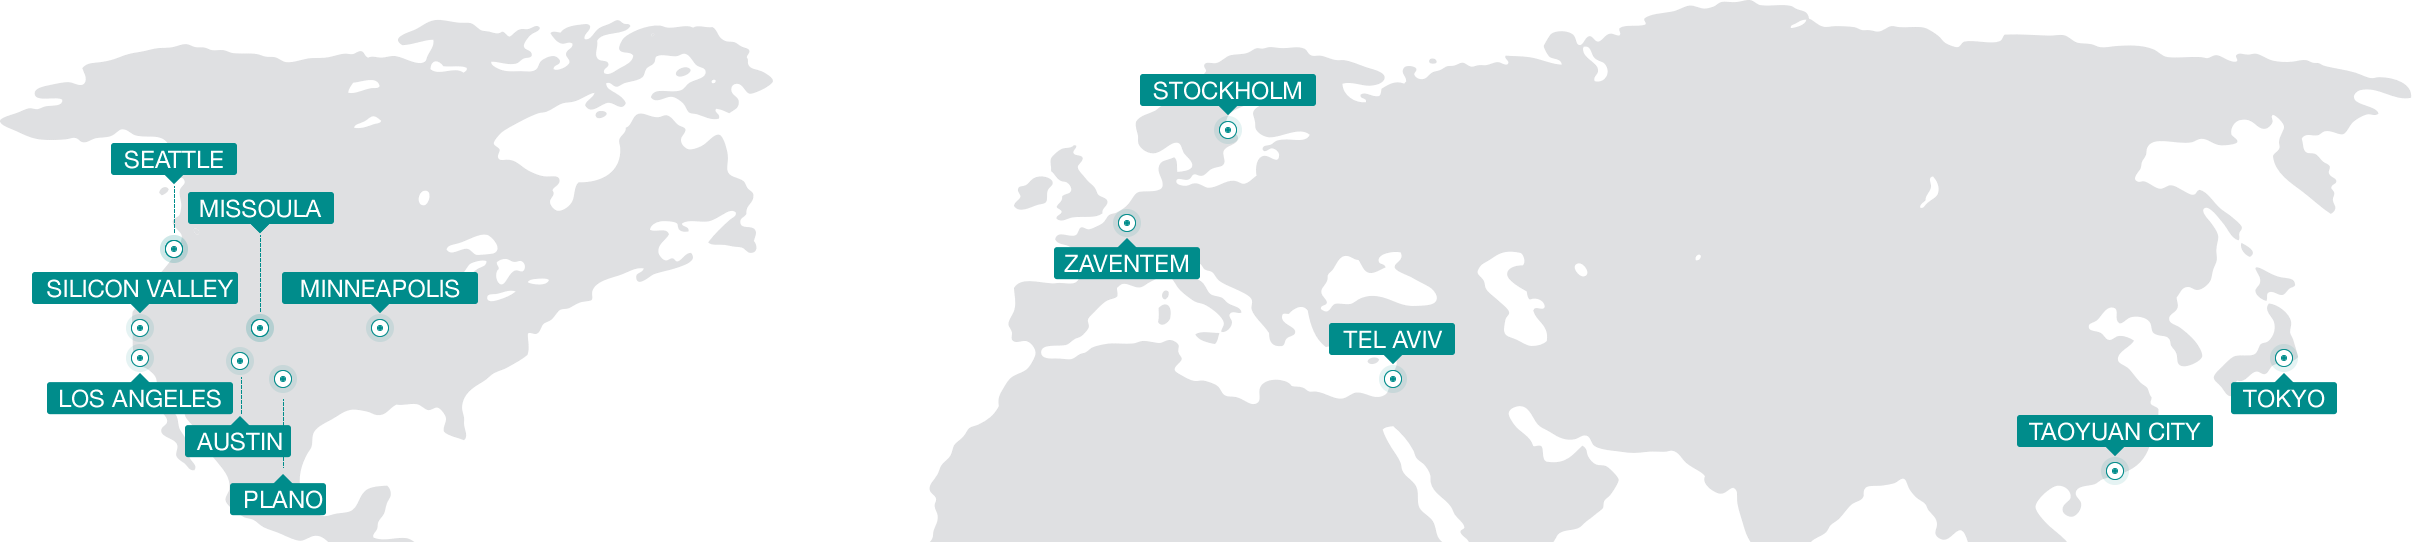 STOCKHOLM
SEATTLE
MISSOULA
ZAVENTEM
SILICON VALLEY
MINNEAPOLIS
TEL AVIV
LOS ANGELES
TOKYO
AUSTIN
TAOYUAN CITY
PLANO